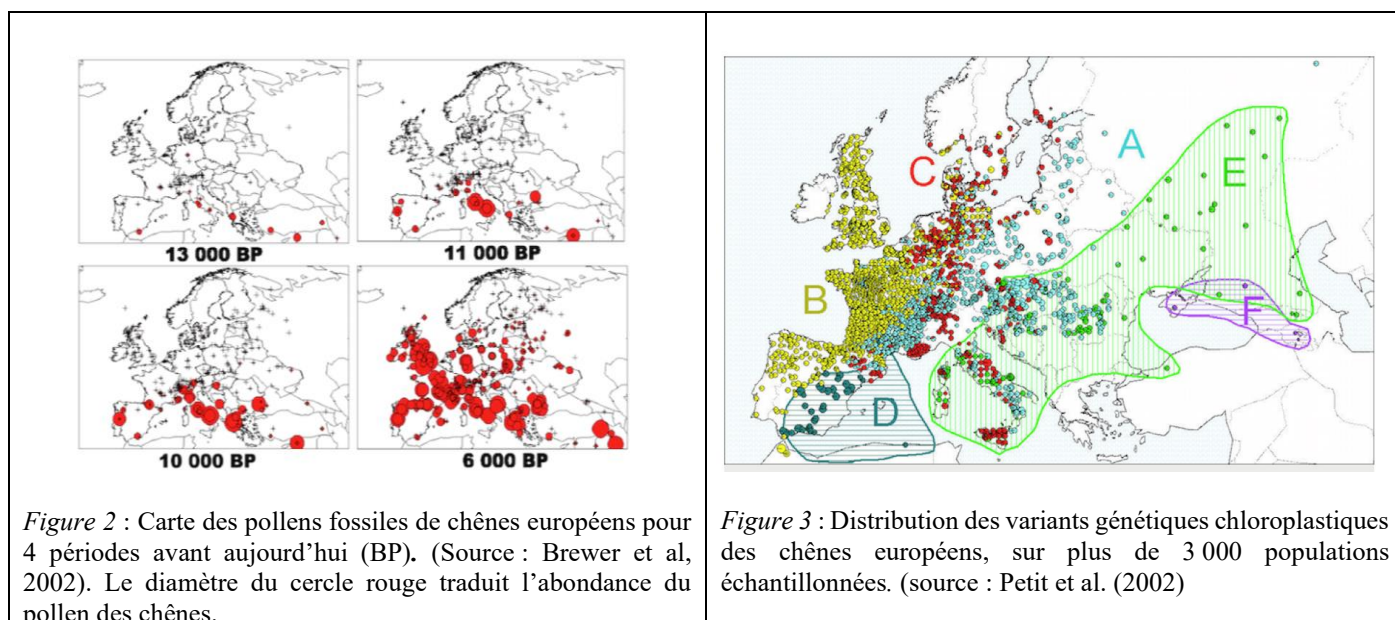 13 000 BP
11 000 BP
10 000 BP
6 000 BP
Figure 2 : Carte des pollens fossiles de chênes européens pour
4 périodes avant aujourd’hui (BP). (Source : Brewer et al,
2002). Le diamètre du cercle rouge traduit l’abondance du
pollen des chênes.
A
C
E
B
F
D
Figure 3 : Distribution des variants génétiques chloroplastiques
des chênes européens, sur plus de 3 000 populations
échantillonnées. (source : Petit et al. (2002)